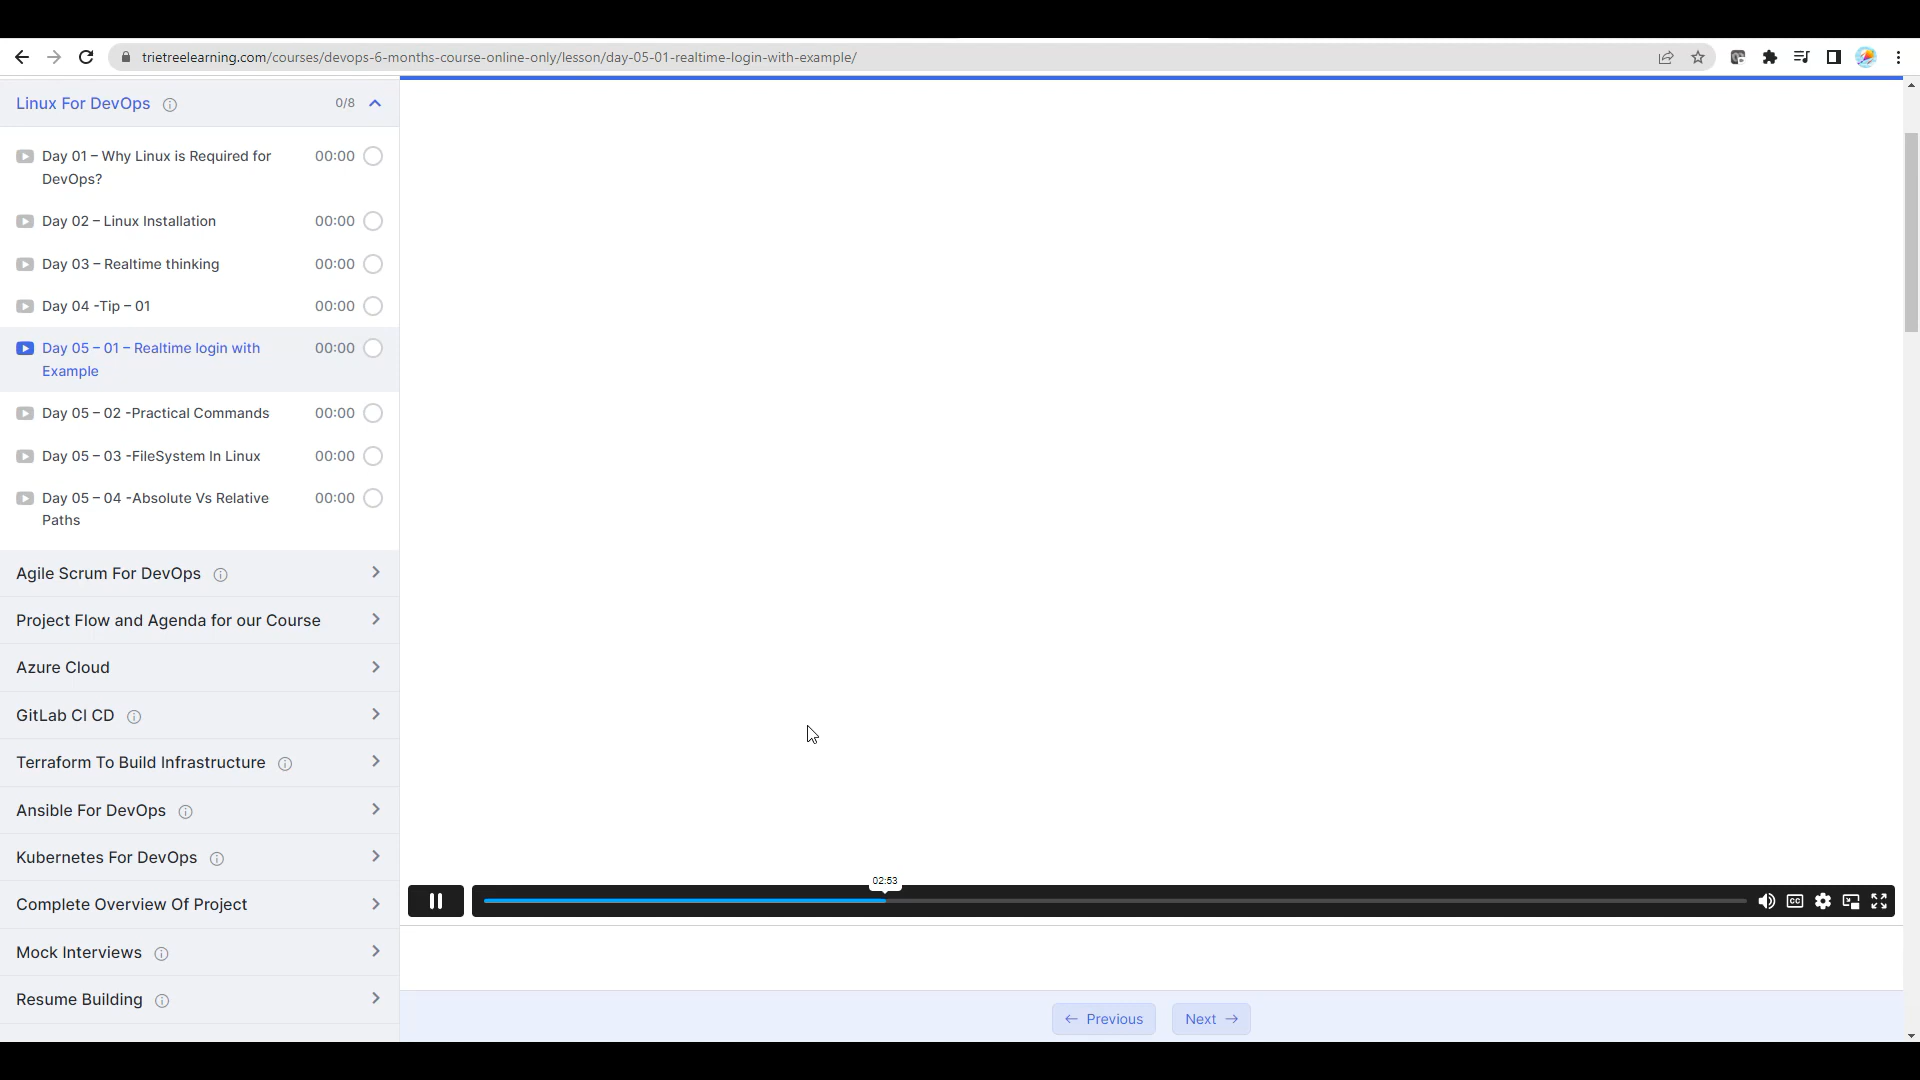 trietreelearning.com/courses/devops-6-months-course-online-only/lesson/day-05-01-realtime-login-with-example/
Linux For DevOps 0/8
Day 01 – Why Linux is Required for 00:00
DevOps?
Day 02 – Linux Installation 00:00
Day 03 – Realtime thinking 00:00
Day 04 -Tip – 01 00:00
Day 05 – 01 – Realtime login with 00:00
Example
Day 05 – 02 -Practical Commands 00:00
Day 05 – 03 -FileSystem In Linux 00:00
Day 05 – 04 -Absolute Vs Relative 00:00
Paths
Agile Scrum For DevOps
Project Flow and Agenda for our Course
Azure Cloud
GitLab CI CD
Terraform To Build Infrastructure
Ansible For DevOps
Kubernetes For DevOps
02:53
CC
Complete Overview Of Project
Mock Interviews
Resume Building
← Previous Next →